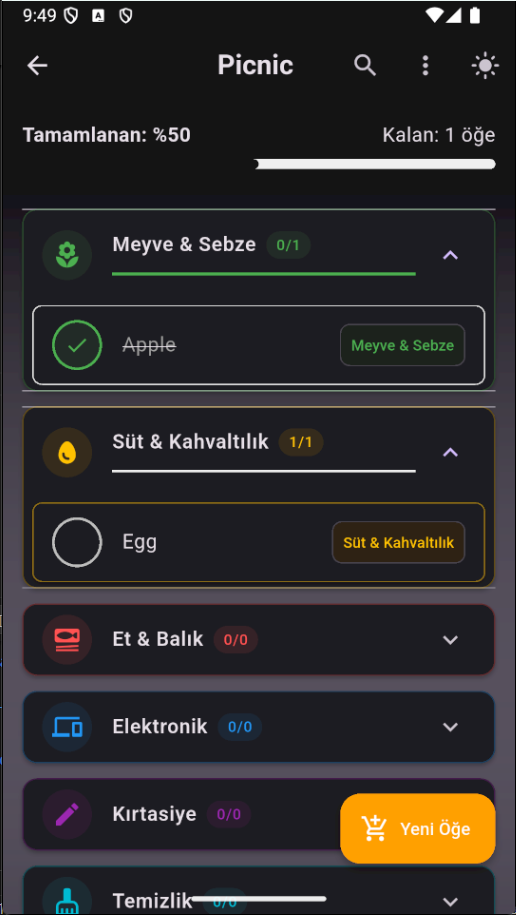 9:49
Picnic
Tamamlanan: %50 Kalan: 1 öğe
Meyve & Sebze 0/1
Apple Meyve & Sebze
Süt & Kahvaltılık 1/1
Egg Süt & Kahvaltılık
Et & Balık 0/0
Elektronik 0/0
Kırtasiye 0/0
Yeni Öğe
Temizlik 0/0